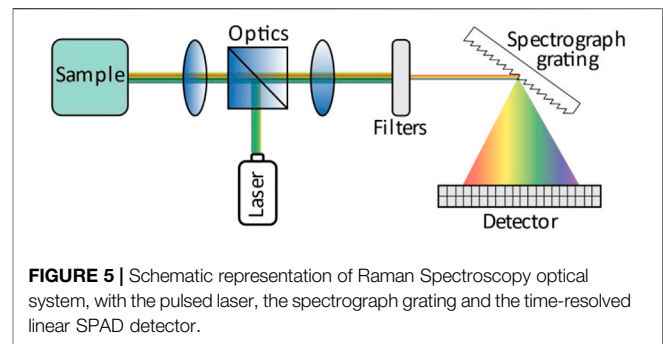 Optics
Spectrograph
grating
Sample
Filters
Laser
Detector
FIGURE 5 | Schematic representation of Raman Spectroscopy optical
system, with the pulsed laser, the spectrograph grating and the time-resolved
linear SPAD detector.